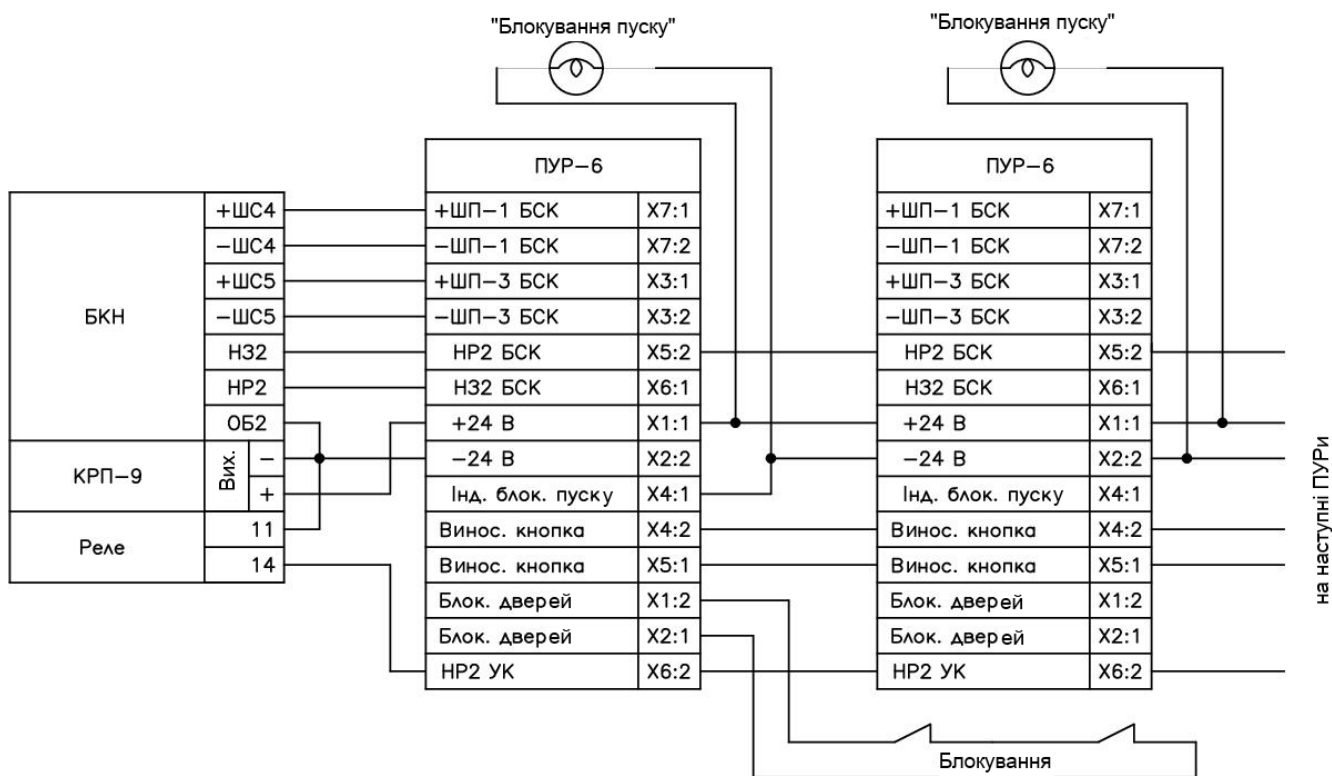 "Блокування пуску"
"Блокування пуску"
ПУР-6
ПУР-6
+ШС4
+ШП-1 БСК
X7:1
+ШП-1 БСК
X7:1
-ШС4
-ШП-1 БСК
X7:2
-ШП-1 БСК
X7:2
+ШС5
+ШП-3 БСК
X3:1
+ШП-3 БСК
X3:1
БКН
-ШС5
-ШП-3 БСК
X3:2
-ШП-3 БСК
X3:2
НЗ2
НР2 БСК
X5:2
НР2 БСК
X5:2
НР2
НЗ2 БСК
X6:1
НЗ2 БСК
X6:1
ОБ2
+24 В
X1:1
+24 В
X1:1
КРП-9
Вих.
-
-24 В
X2:2
-24 В
X2:2
+
Інд. блок. пуску
X4:1
Інд. блок. пуску
X4:1
Реле
11
Винос. кнопка
X4:2
Винос. кнопка
X4:2
14
Винос. кнопка
X5:1
Винос. кнопка
X5:1
Блок. дверей
X1:2
Блок. дверей
X1:2
Блок. дверей
X2:1
Блок. дверей
X2:1
НР2 УК
X6:2
НР2 УК
X6:2
на наступні ПУРи
Блокування